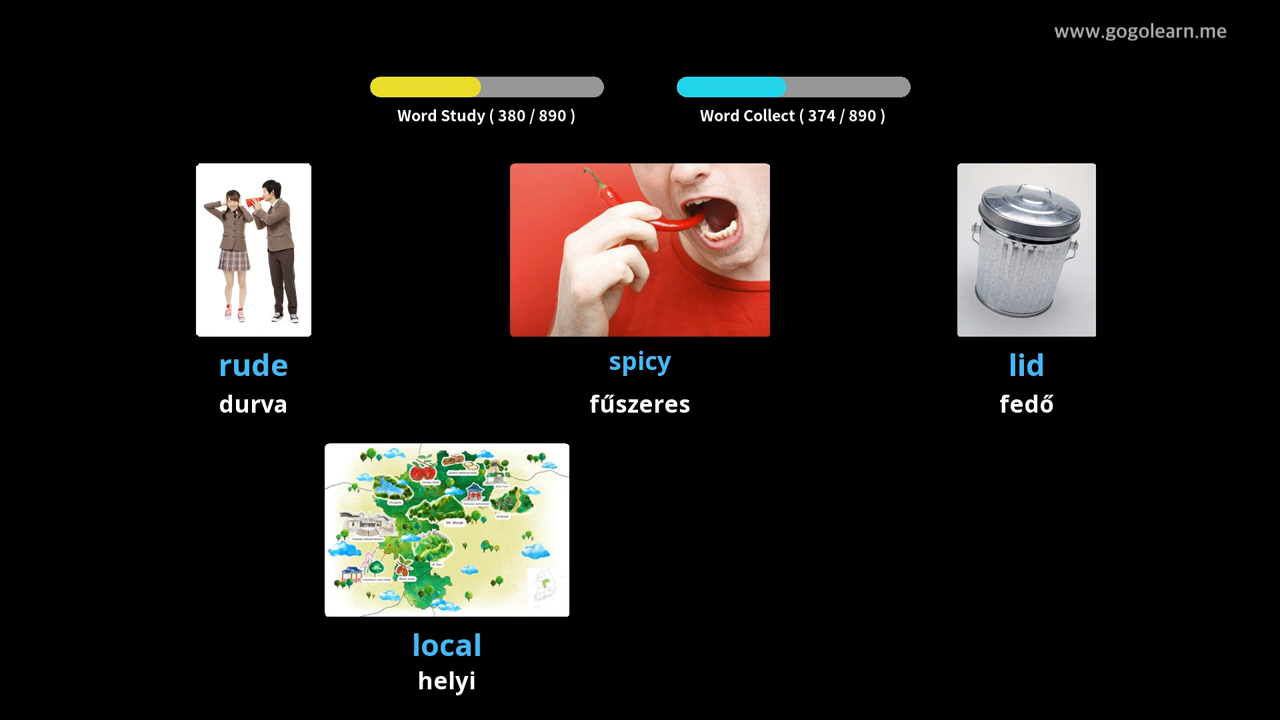 www.gogolearn.me
Word Study ( 380 / 890 )
Word Collect ( 374 / 890 )
rude
durva
spicy
fűszeres
lid
fedő
local
helyi